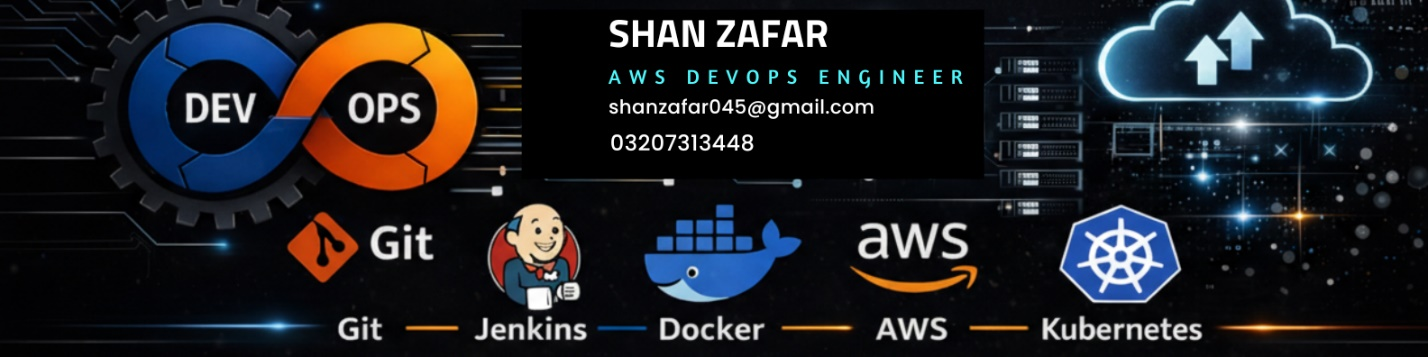 SHAN ZAFAR
AWS DEVOPS ENGINEER
shanzafar045@gmail.com
03207313448
DEV OPS
Git
aws
Git Jenkins Docker AWS Kubernetes